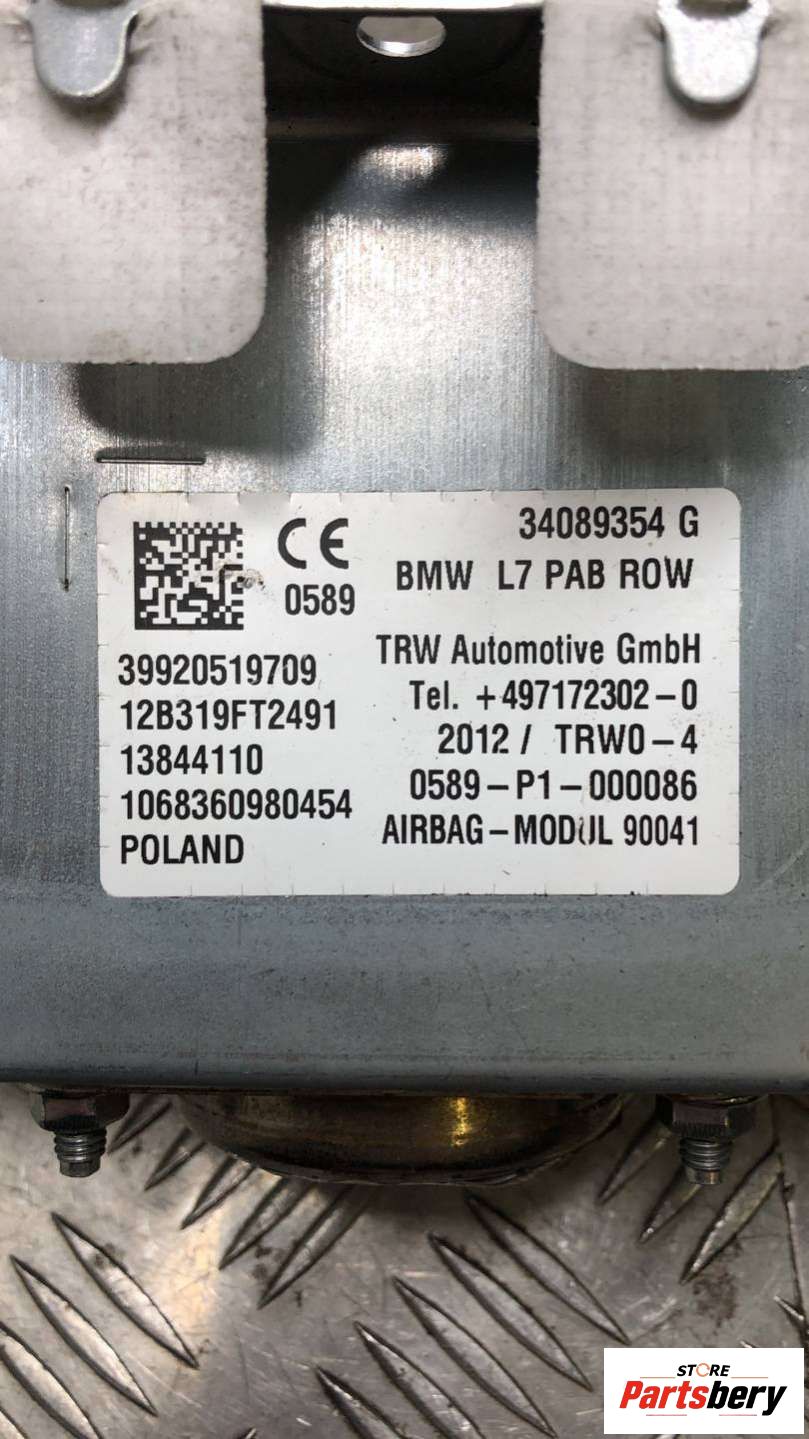 34089354 G
CE
0589
BMW L7 PAB ROW
39920519709
12B319FT2491
13844110
1068360980454
POLAND
TRW Automotive GmbH
Tel. +497172302-0
2012 / TRW0-4
0589-P1-000086
AIRBAG-MODUL 90041
STORE
Partsbery